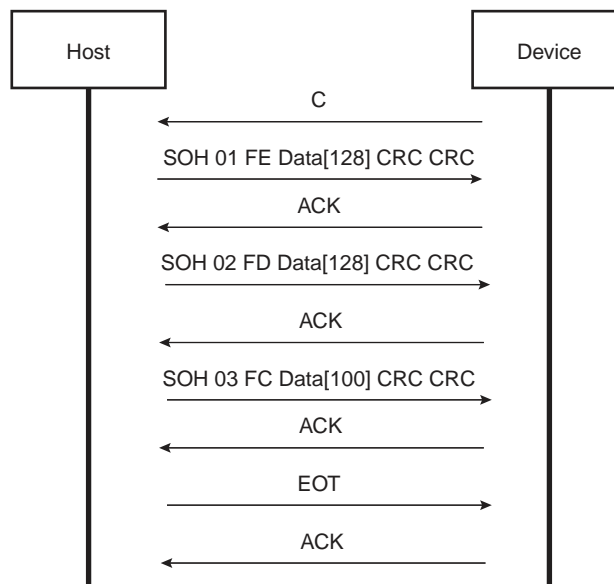 Host
Device
C
SOH 01 FE Data[128] CRC CRC
ACK
SOH 02 FD Data[128] CRC CRC
ACK
SOH 03 FC Data[100] CRC CRC
ACK
EOT
ACK